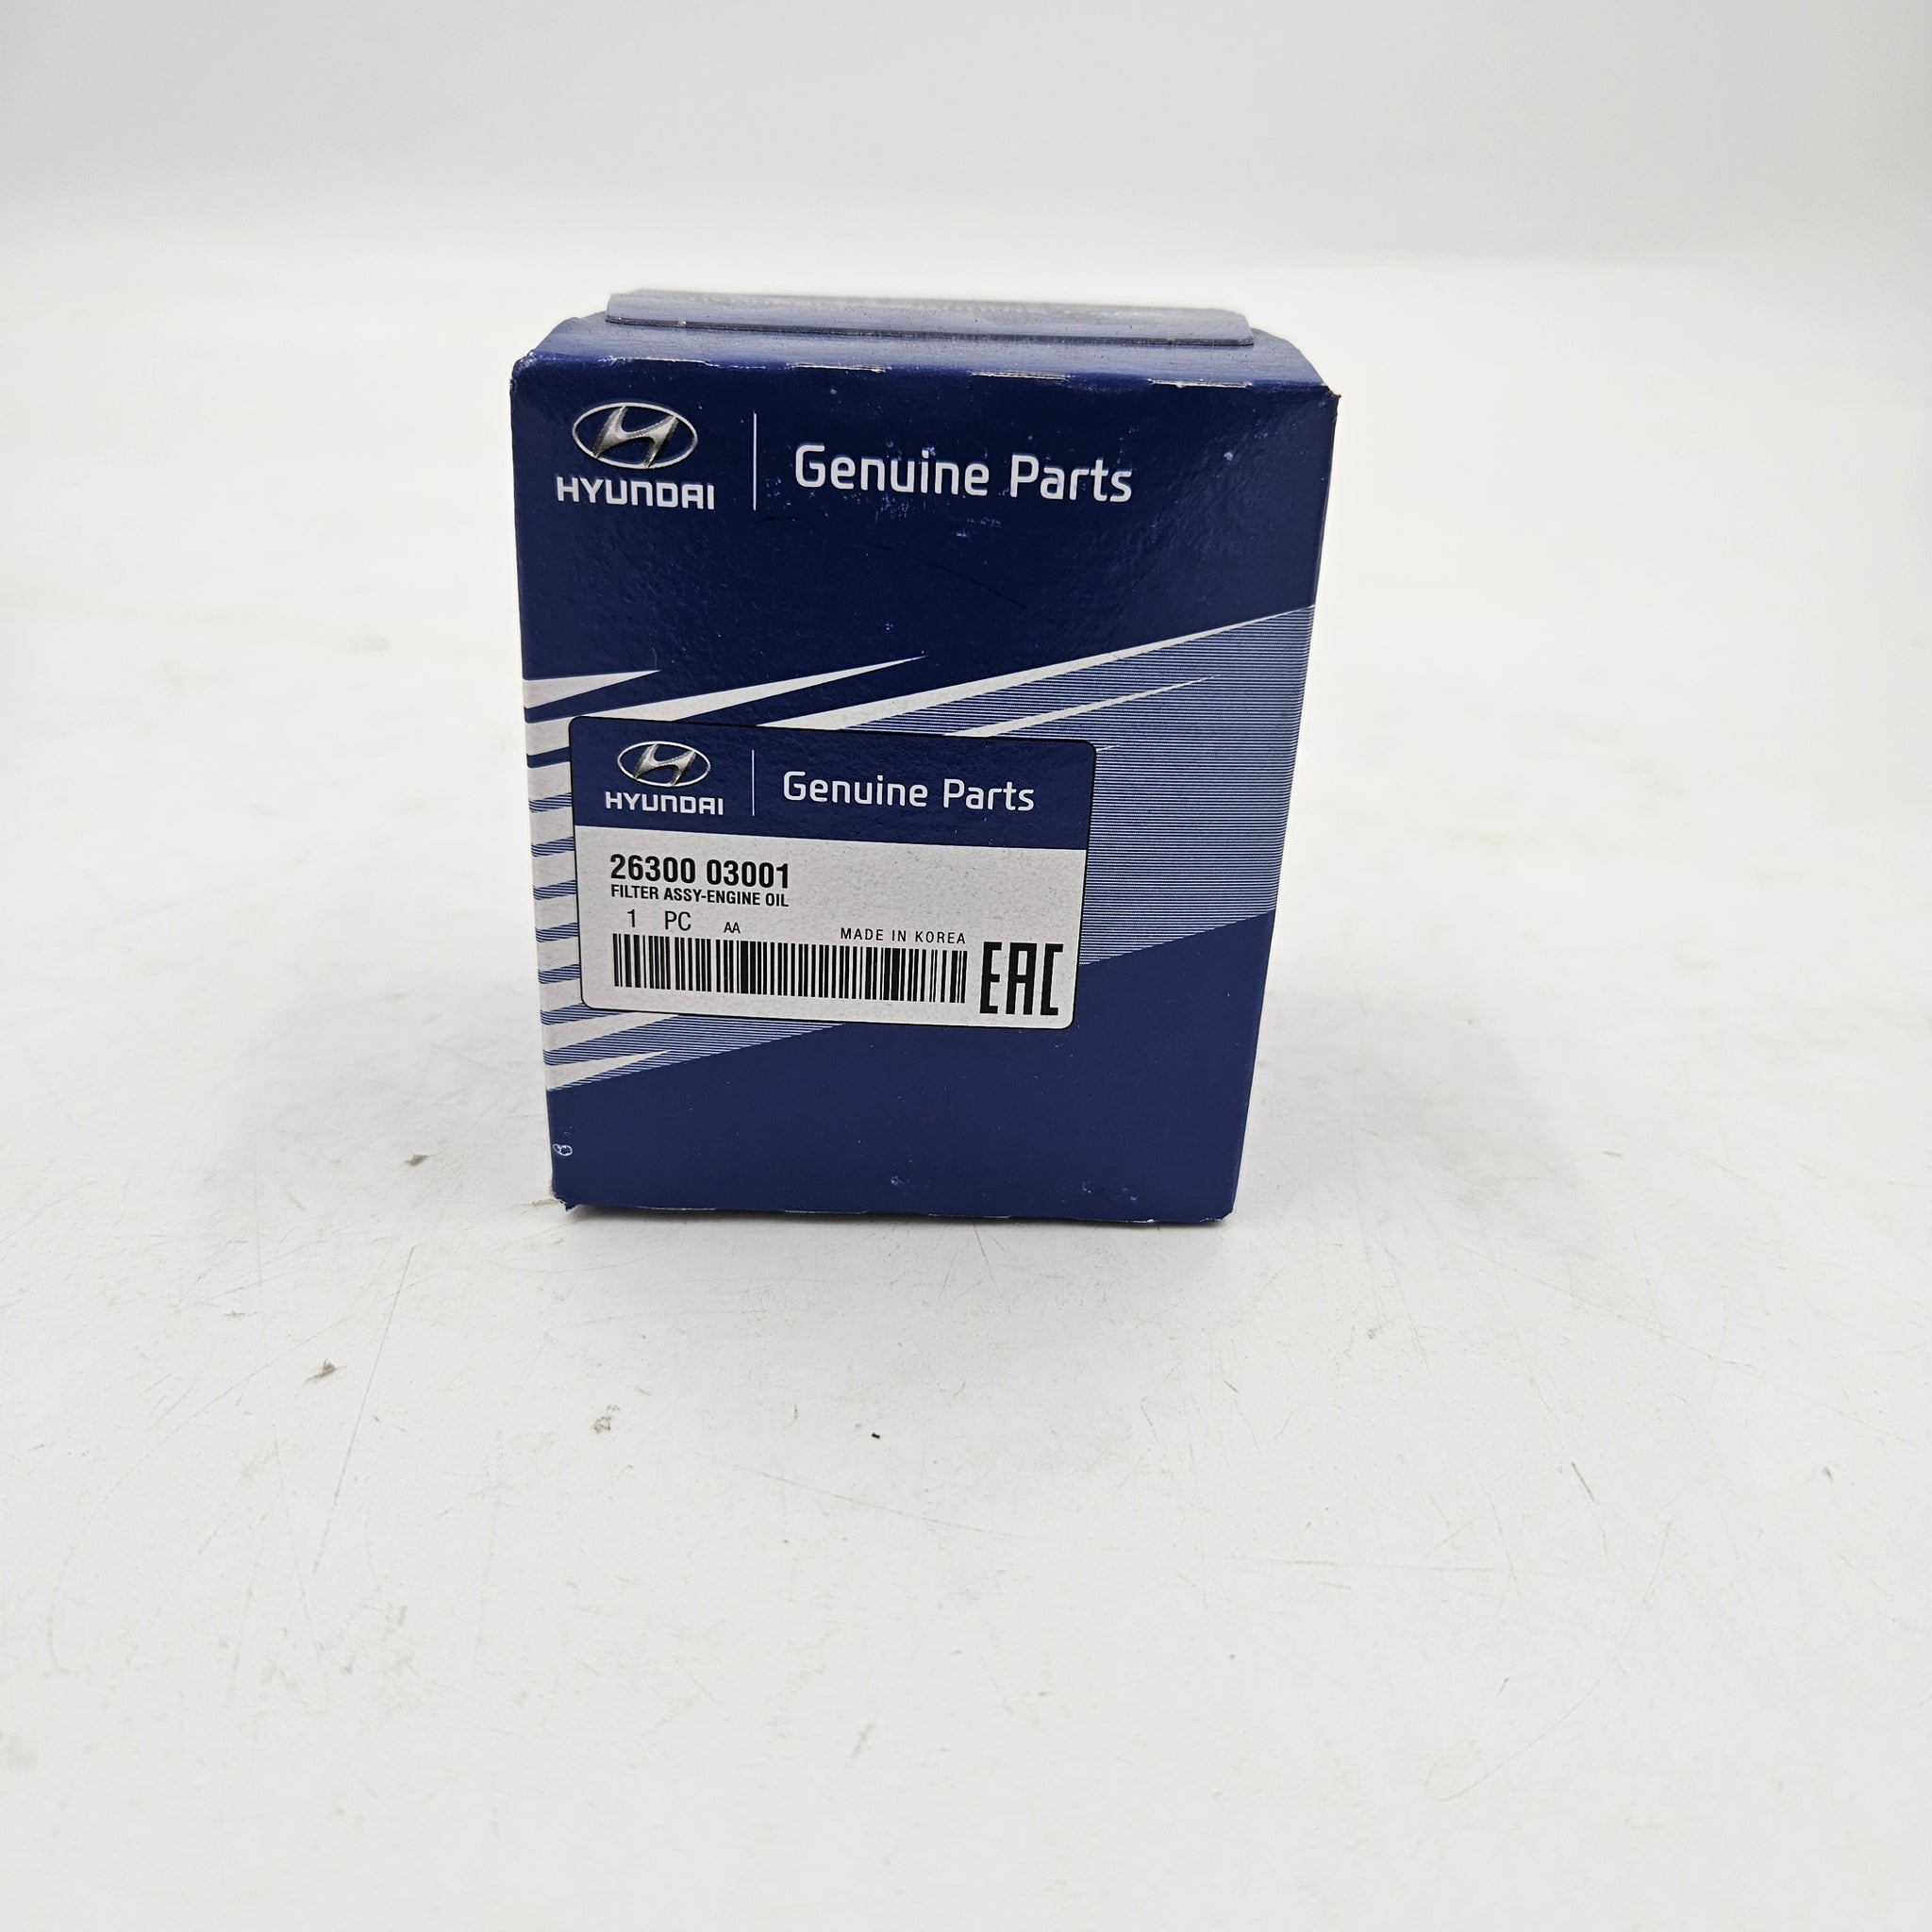 HYUNDAI
Genuine Parts
HYUNDAI
Genuine Parts
26300 03001
FILTER ASSY-ENGINE OIL
1 PC AA MADE IN KOREA
EAC